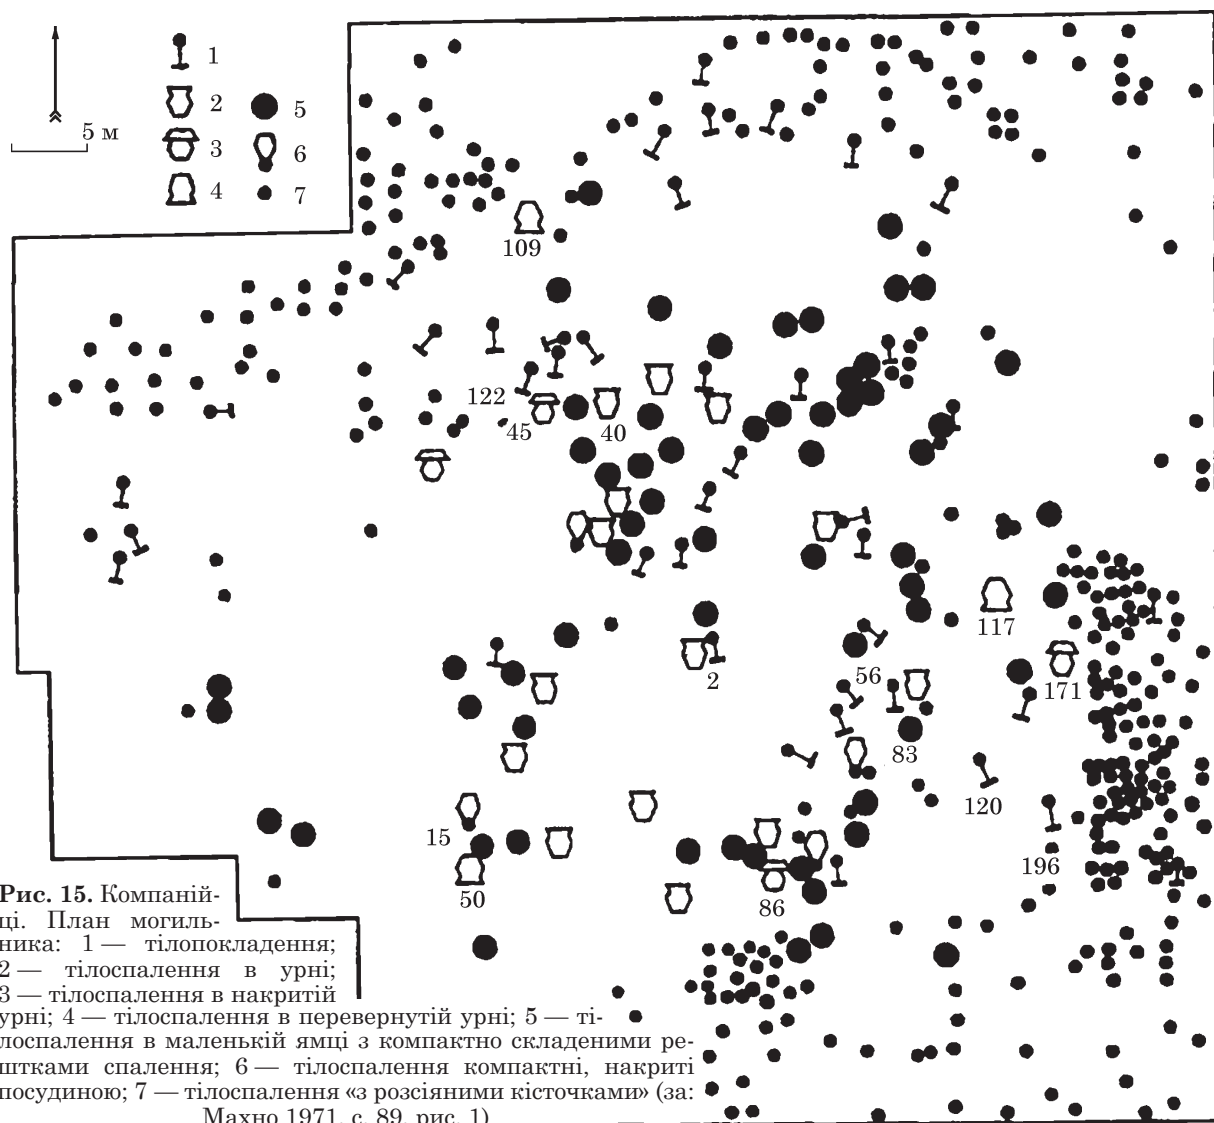 1
2
3
4
5
6
7
5 м
109
122
45
40
117
2
56
171
83
120
15
196
50
86
Рис. 15. Компаній-
ці. План могиль-
ника: 1 — тілопокладення;
2 — тілоспалення в урні;
3 — тілоспалення в накритій
урні; 4 — тілоспалення в перевернутій урні; 5 — ті-
лоспалення в маленькій ямці з компактно складеними ре-
штками спалення; 6 — тілоспалення компактні, накриті
посудиною; 7 — тілоспалення «з розсіяними кісточками» (за:
Махно 1971, с. 89, рис. 1)